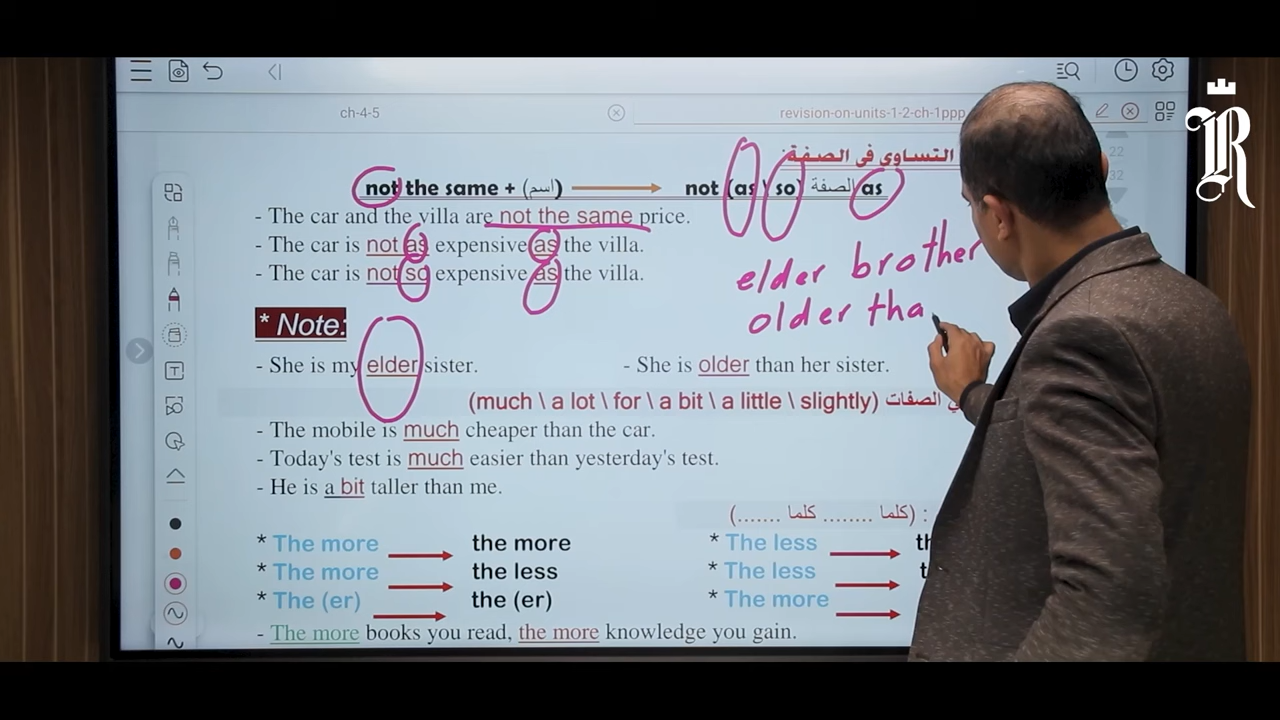 ch-4-5
revision-on-units-1-2-ch-1ppp
التساوي في الصفة
22
32
not the same + (اسم) not (as \ so) الصفة as
- The car and the villa are not the same price.
- The car is not as expensive as the villa.
- The car is not so expensive as the villa.
elder brother
older tha
* Note:
- She is my elder sister. - She is older than her sister.
(much \ a lot \ for \ a bit \ a little \ slightly) الصفات
- The mobile is much cheaper than the car.
- Today's test is much easier than yesterday's test.
- He is a bit taller than me.
: (كلما ........ كلما .......)
* The more the more * The less
* The more the less * The less
* The (er) the (er) * The more
- The more books you read, the more knowledge you gain.
R